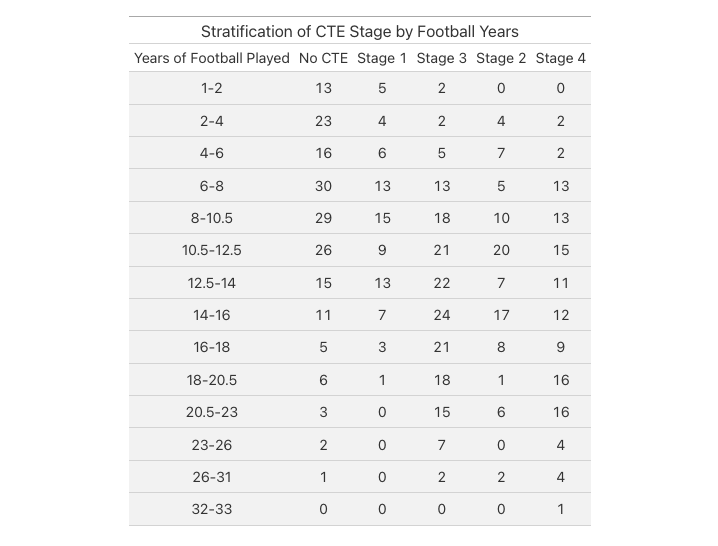 Stratification of CTE Stage by Football Years
Years of Football Played No CTE Stage 1 Stage 3 Stage 2 Stage 4
1-2 13 5 2 0 0
2-4 23 4 2 4 2
4-6 16 6 5 7 2
6-8 30 13 13 5 13
8-10.5 29 15 18 10 13
10.5-12.5 26 9 21 20 15
12.5-14 15 13 22 7 11
14-16 11 7 24 17 12
16-18 5 3 21 8 9
18-20.5 6 1 18 1 16
20.5-23 3 0 15 6 16
23-26 2 0 7 0 4
26-31 1 0 2 2 4
32-33 0 0 0 0 1